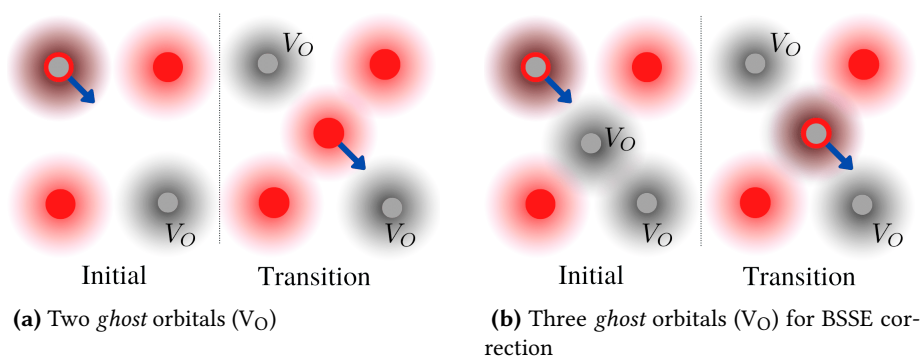 V_O
V_O
V_O
V_O
V_O
V_O
V_O
Initial
Transition
Initial
Transition
(a) Two ghost orbitals (V_O)
(b) Three ghost orbitals (V_O) for BSSE cor-
rection